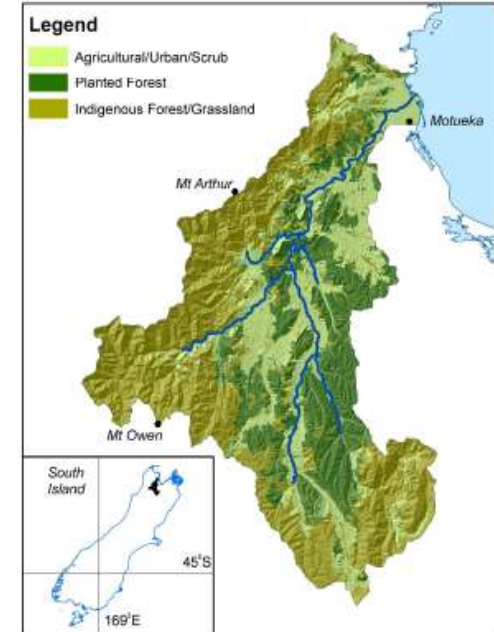 Legend
Agricultural/Urban/Scrub
Planted Forest
Indigenous Forest/Grassland
Motueka
Mt Arthur
Mt Owen
South
Island
45°S
169°E